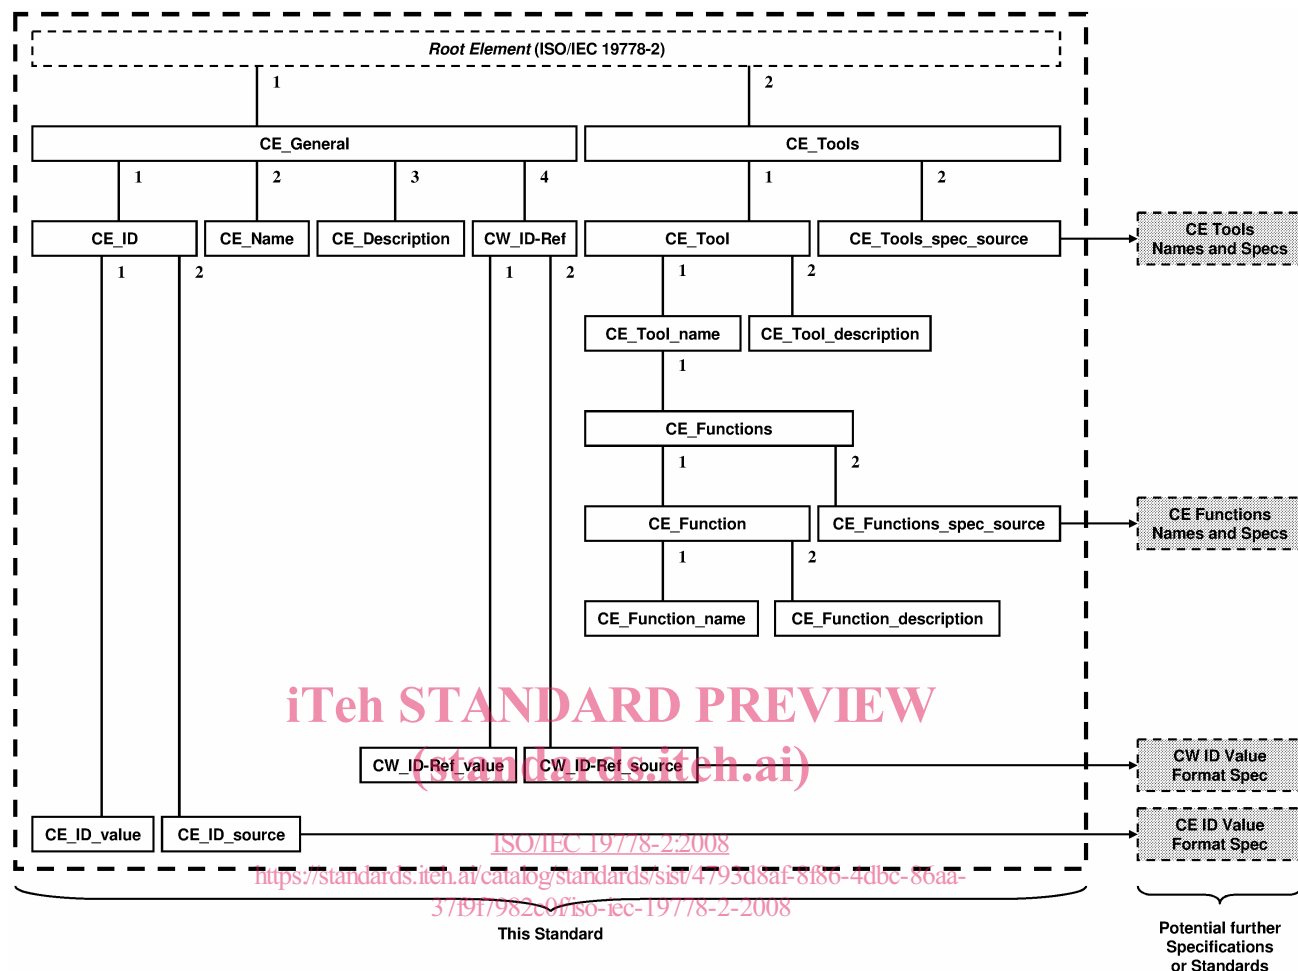 Root Element (ISO/IEC 19778-2)
1
2
CE_General
CE_Tools
1
2
3
4
1
2
CE_ID
CE_Name
CE_Description
CW_ID-Ref
CE_Tool
CE_Tools_spec_source
CE Tools
Names and Specs
1
2
1
2
1
2
CE_Tool_name
CE_Tool_description
1
CE_Functions
1
2
CE_Function
CE_Functions_spec_source
CE Functions
Names and Specs
1
2
CE_Function_name
CE_Function_description
iTeh STANDARD PREVIEW
(standards.iteh.ai)
CW_ID-Ref_value
CW_ID-Ref_source
CW ID Value
Format Spec
CE_ID_value
CE_ID_source
CE ID Value
Format Spec
ISO/IEC 19778-2:2008
https://standards.iteh.ai/catalog/standards/sist/4793d8af-8f86-4dbc-86aa-
37f9f7982c0f/iso-iec-19778-2-2008
This Standard
Potential further
Specifications
or Standards